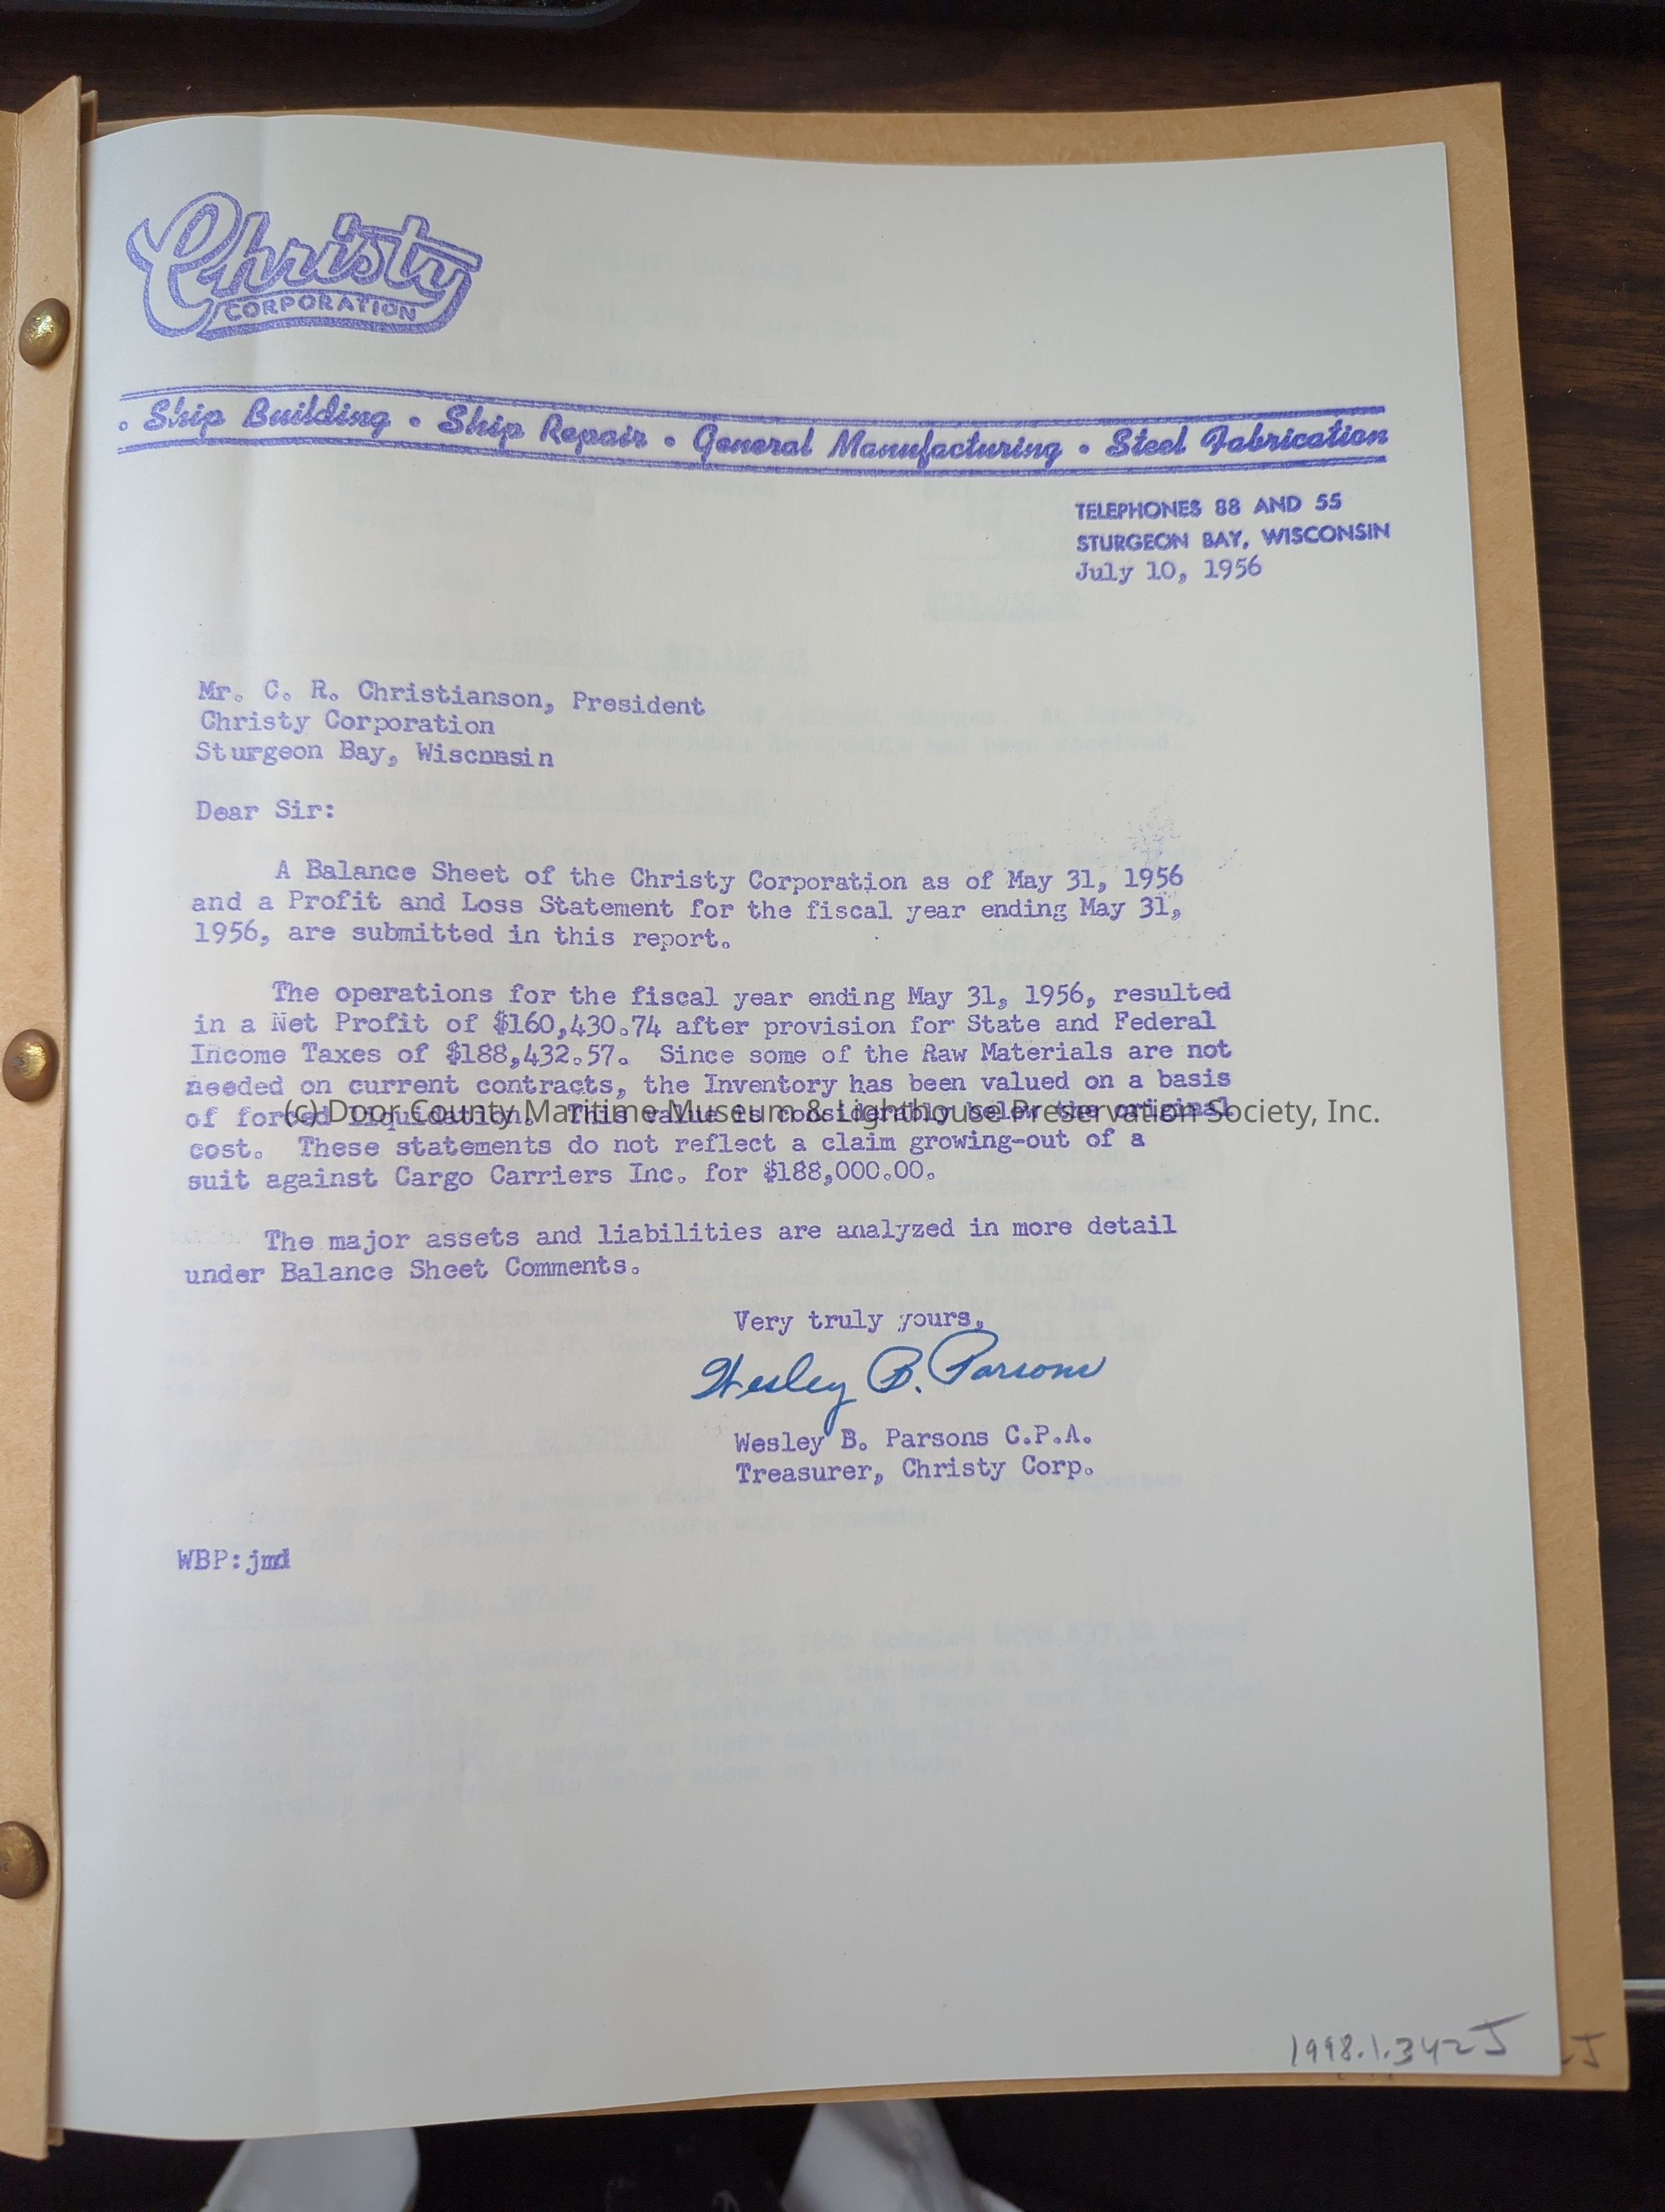 Christy
CORPORATION
• Ship Building • Ship Repair • General Manufacturing • Steel Fabrication
TELEPHONES 88 AND 55
STURGEON BAY, WISCONSIN
July 10, 1956
Mr. C. R. Christianson, President
Christy Corporation
Sturgeon Bay, Wiscnnsin
Dear Sir:
A Balance Sheet of the Christy Corporation as of May 31, 1956
and a Profit and Loss Statement for the fiscal year ending May 31,
1956, are submitted in this report.
The operations for the fiscal year ending May 31, 1956, resulted
in a Net Profit of $160,430.74 after provision for State and Federal
Income Taxes of $188,432.57. Since some of the Raw Materials are not
needed on current contracts, the Inventory has been valued on a basis
of forced liquidation. This value is considerably below the original
(c) Door County Maritime Museum & Lighthouse Preservation Society, Inc.
cost. These statements do not reflect a claim growing-out of a
suit against Cargo Carriers Inc. for $188,000.00.
The major assets and liabilities are analyzed in more detail
under Balance Sheet Comments.
Very truly yours,
Wesley B. Parsons
Wesley B. Parsons C.P.A.
Treasurer, Christy Corp.
WBP:jmd
1998.1.342J
J